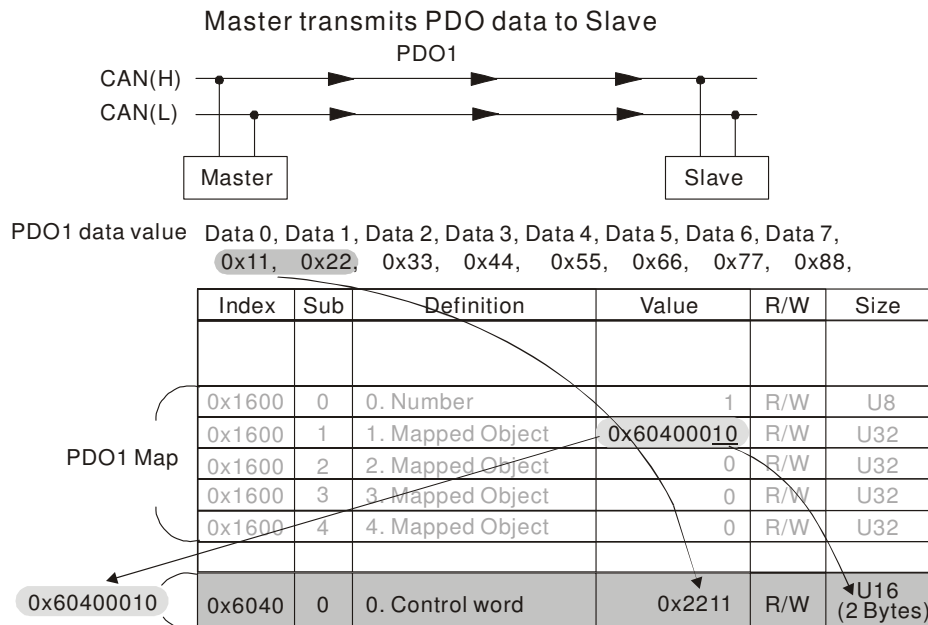 Master transmits PDO data to Slave
PDO1
CAN(H)
CAN(L)
Master
Slave
PDO1 data value Data 0, Data 1, Data 2, Data 3, Data 4, Data 5, Data 6, Data 7,
0x11, 0x22, 0x33, 0x44, 0x55, 0x66, 0x77, 0x88,
Index Sub Definition Value R/W Size
0x1600 0 0. Number 1 R/W U8
0x1600 1 1. Mapped Object 0x60400010 R/W U32
PDO1 Map
0x1600 2 2. Mapped Object 0 R/W U32
0x1600 3 3. Mapped Object 0 R/W U32
0x1600 4 4. Mapped Object 0 R/W U32
0x60400010
0x6040 0 0. Control word 0x2211 R/W U16
(2 Bytes)